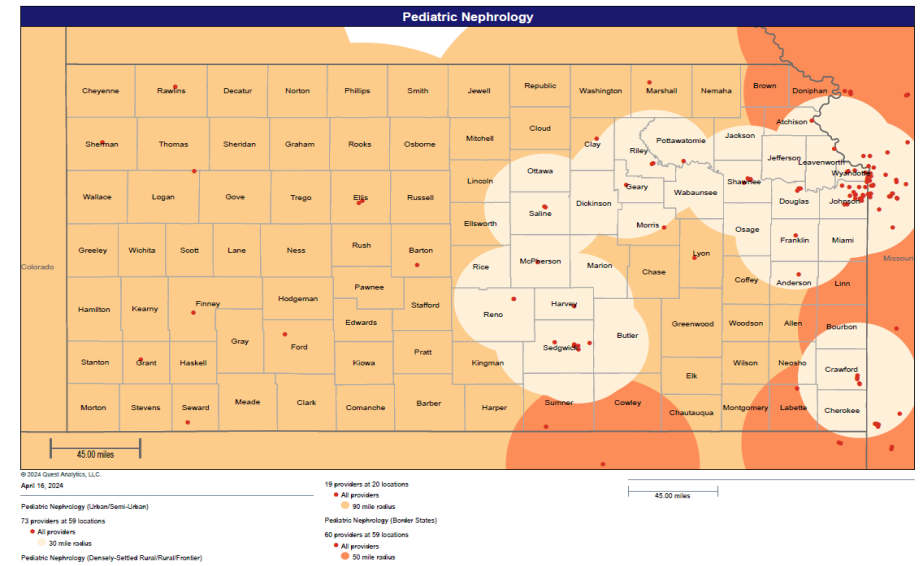 Pediatric Nephrology
Cheyenne Rawlins Decatur Norton Phillips Smith Jewell Republic Washington Marshall Nemaha Brown Doniphan
Atchison
Sherman Thomas Sheridan Graham Rooks Osborne Mitchell Cloud Clay Riley Pottawatomie Jackson
Jefferson Leavenworth
Wyandotte
Lincoln Ottawa Geary Wabaunsee Shawnee
Wallace Logan Gove Trego Ellis Russell Saline Dickinson Douglas Johnson
Ellsworth Morris Osage
Greeley Wichita Scott Lane Ness Rush Barton Rice McPherson Marion Chase Lyon Franklin Miami
Colorado
Missouri
Hamilton Kearny Finney Hodgeman Pawnee Stafford Reno Harvey Coffey Anderson Linn
Gray Ford Edwards Butler Greenwood Woodson Allen Bourbon
Stanton Grant Haskell Kiowa Pratt Kingman Sedgwick Elk Wilson Neosho Crawford
Morton Stevens Seward Meade Clark Comanche Barber Harper Sumner Cowley Chautauqua Montgomery Labette Cherokee
45.00 miles
© 2024 Quest Analytics, LLC.
April 16, 2024
Pediatric Nephrology (Urban/Semi-Urban)
73 providers at 59 locations
All providers
30 mile radius
Pediatric Nephrology (Densely-Settled Rural/Rural/Frontier)
19 providers at 20 locations
All providers
90 mile radius
Pediatric Nephrology (Border States)
60 providers at 59 locations
All providers
50 mile radius
45.00 miles